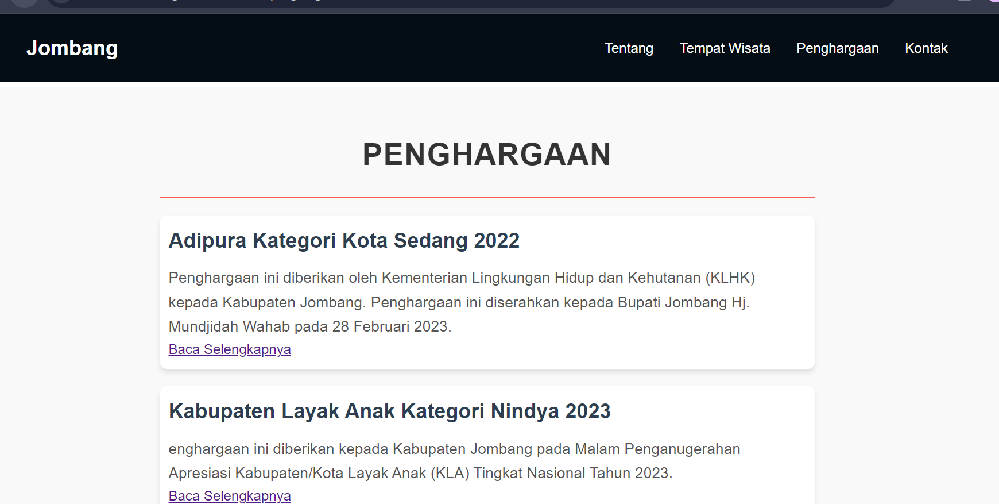 Jombang
Tentang Tempat Wisata Penghargaan Kontak
PENGHARGAAN
Adipura Kategori Kota Sedang 2022
Penghargaan ini diberikan oleh Kementerian Lingkungan Hidup dan Kehutanan (KLHK)
kepada Kabupaten Jombang. Penghargaan ini diserahkan kepada Bupati Jombang Hj.
Mundjidah Wahab pada 28 Februari 2023.
Baca Selengkapnya
Kabupaten Layak Anak Kategori Nindya 2023
enghargaan ini diberikan kepada Kabupaten Jombang pada Malam Penganugerahan
Apresiasi Kabupaten/Kota Layak Anak (KLA) Tingkat Nasional Tahun 2023.
Baca Selengkapnya